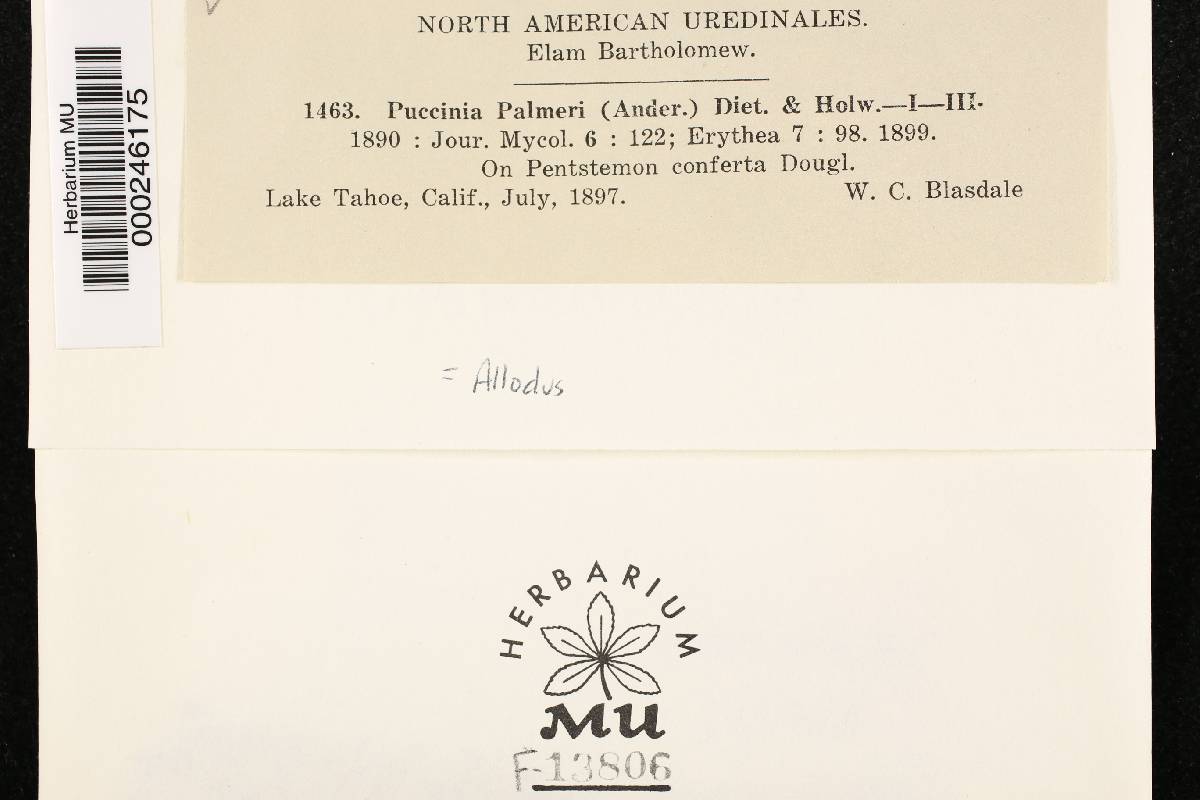 NORTH AMERICAN UREDINALES.
Elam Bartholomew.
1463. Puccinia Palmeri (Ander.) Diet. & Holw.—I—III.
1890 : Jour. Mycol. 6 : 122; Erythea 7 : 98. 1899.
On Pentstemon conferta Dougl.
Lake Tahoe, Calif., July, 1897. W. C. Blasdale
Herbarium MU
000246175
= Allodus
HERBARIUM
MU
F-13806